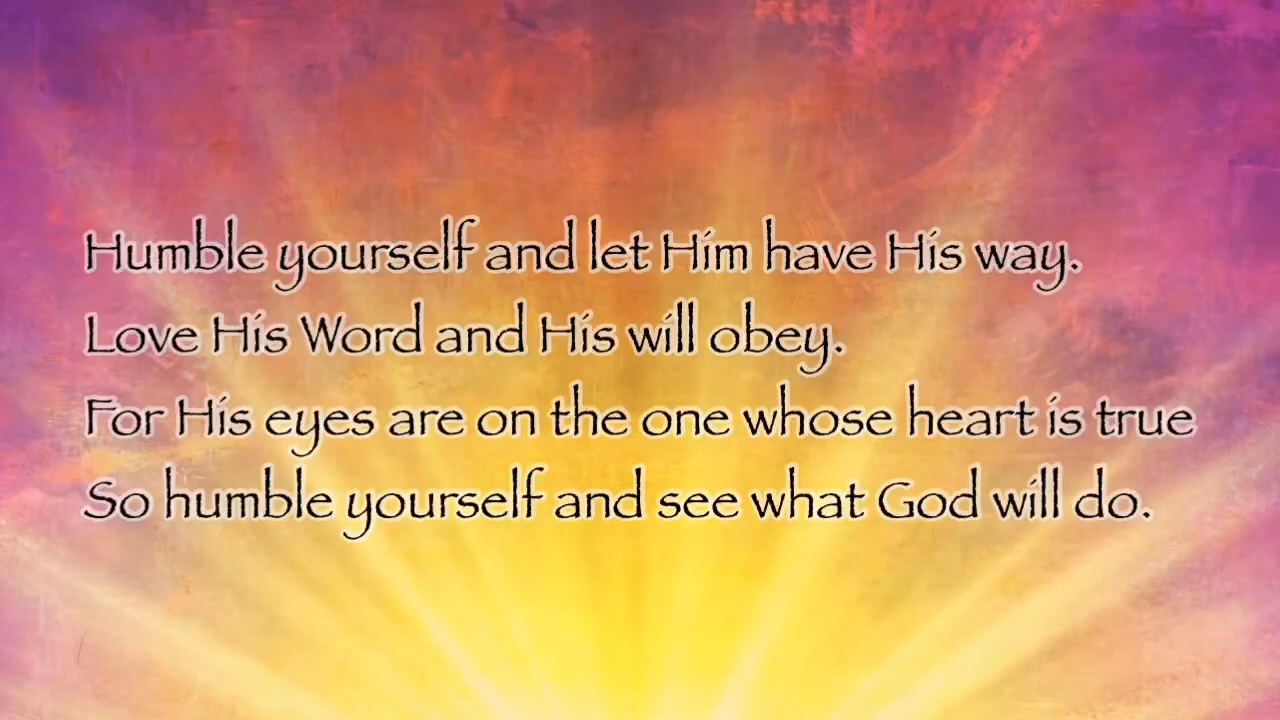 Humble yourself and let Him have His way.
Love His Word and His will obey.
For His eyes are on the one whose heart is true
So humble yourself and see what God will do.